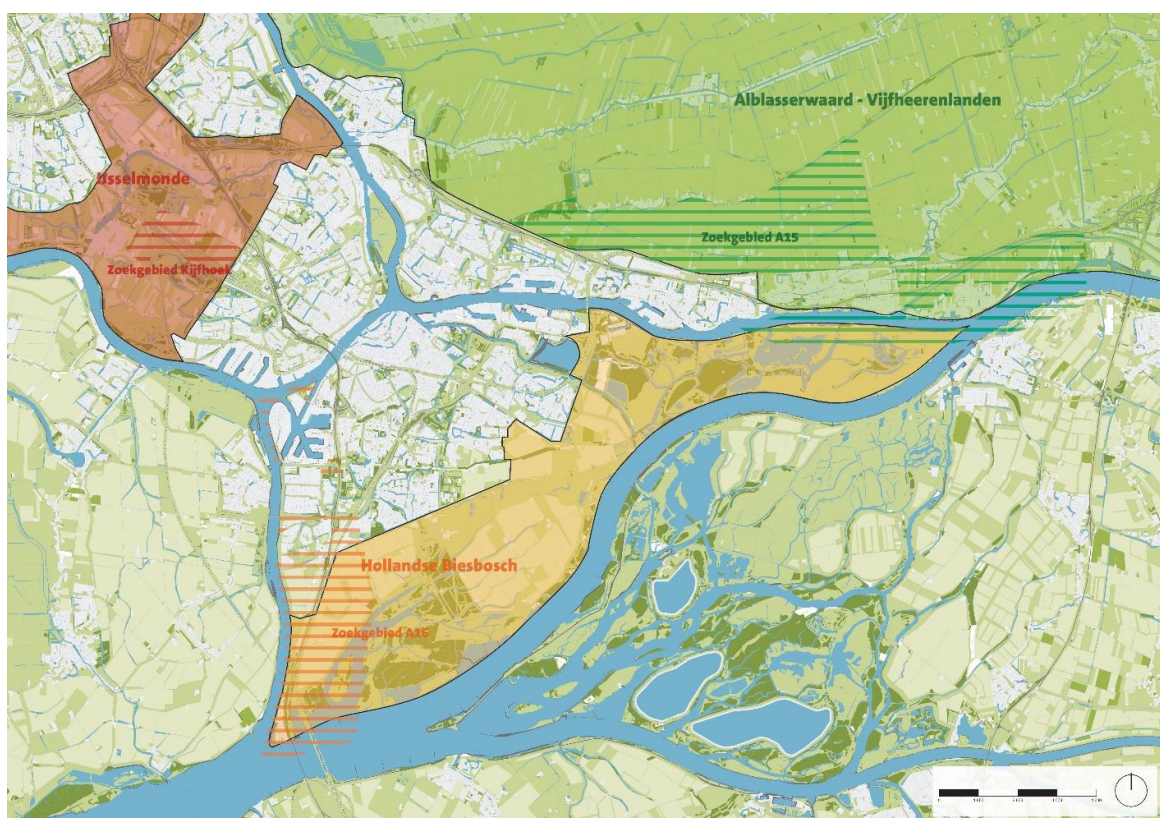 Alblasserwaard - Vijfheerenlanden
IJsselmonde
Zoekgebied A15
Zoekgebied Kijfhoek
Hollandse Biesbosch
Zoekgebied A16